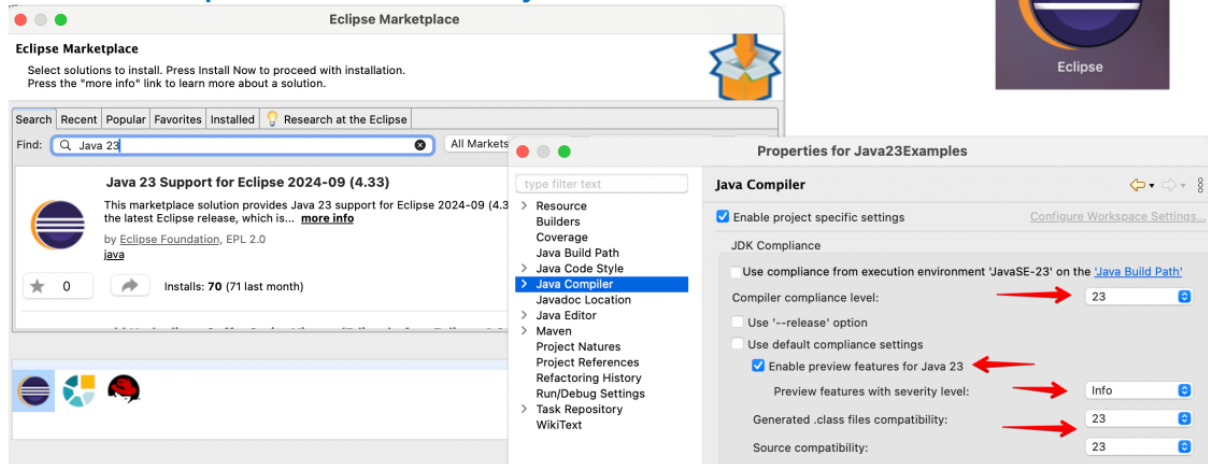 Eclipse Marketplace
Eclipse Marketplace
Select solutions to install. Press Install Now to proceed with installation.
Press the "more info" link to learn more about a solution.
Search Recent Popular Favorites Installed Research at the Eclipse
Find: Java 23
All Markets
Java 23 Support for Eclipse 2024-09 (4.33)
This marketplace solution provides Java 23 support for Eclipse 2024-09 (4.3
the latest Eclipse release, which is... more info
by Eclipse Foundation, EPL 2.0
java
0
Installs: 70 (71 last month)
Eclipse
Properties for Java23Examples
type filter text
Resource
Builders
Coverage
Java Build Path
Java Code Style
Java Compiler
Javadoc Location
Java Editor
Maven
Project Natures
Project References
Refactoring History
Run/Debug Settings
Task Repository
WikiText
Java Compiler
Enable project specific settings
Configure Workspace Settings...
JDK Compliance
Use compliance from execution environment 'JavaSE-23' on the 'Java Build Path'
Compiler compliance level: 23
Use '--release' option
Use default compliance settings
Enable preview features for Java 23
Preview features with severity level: Info
Generated .class files compatibility: 23
Source compatibility: 23